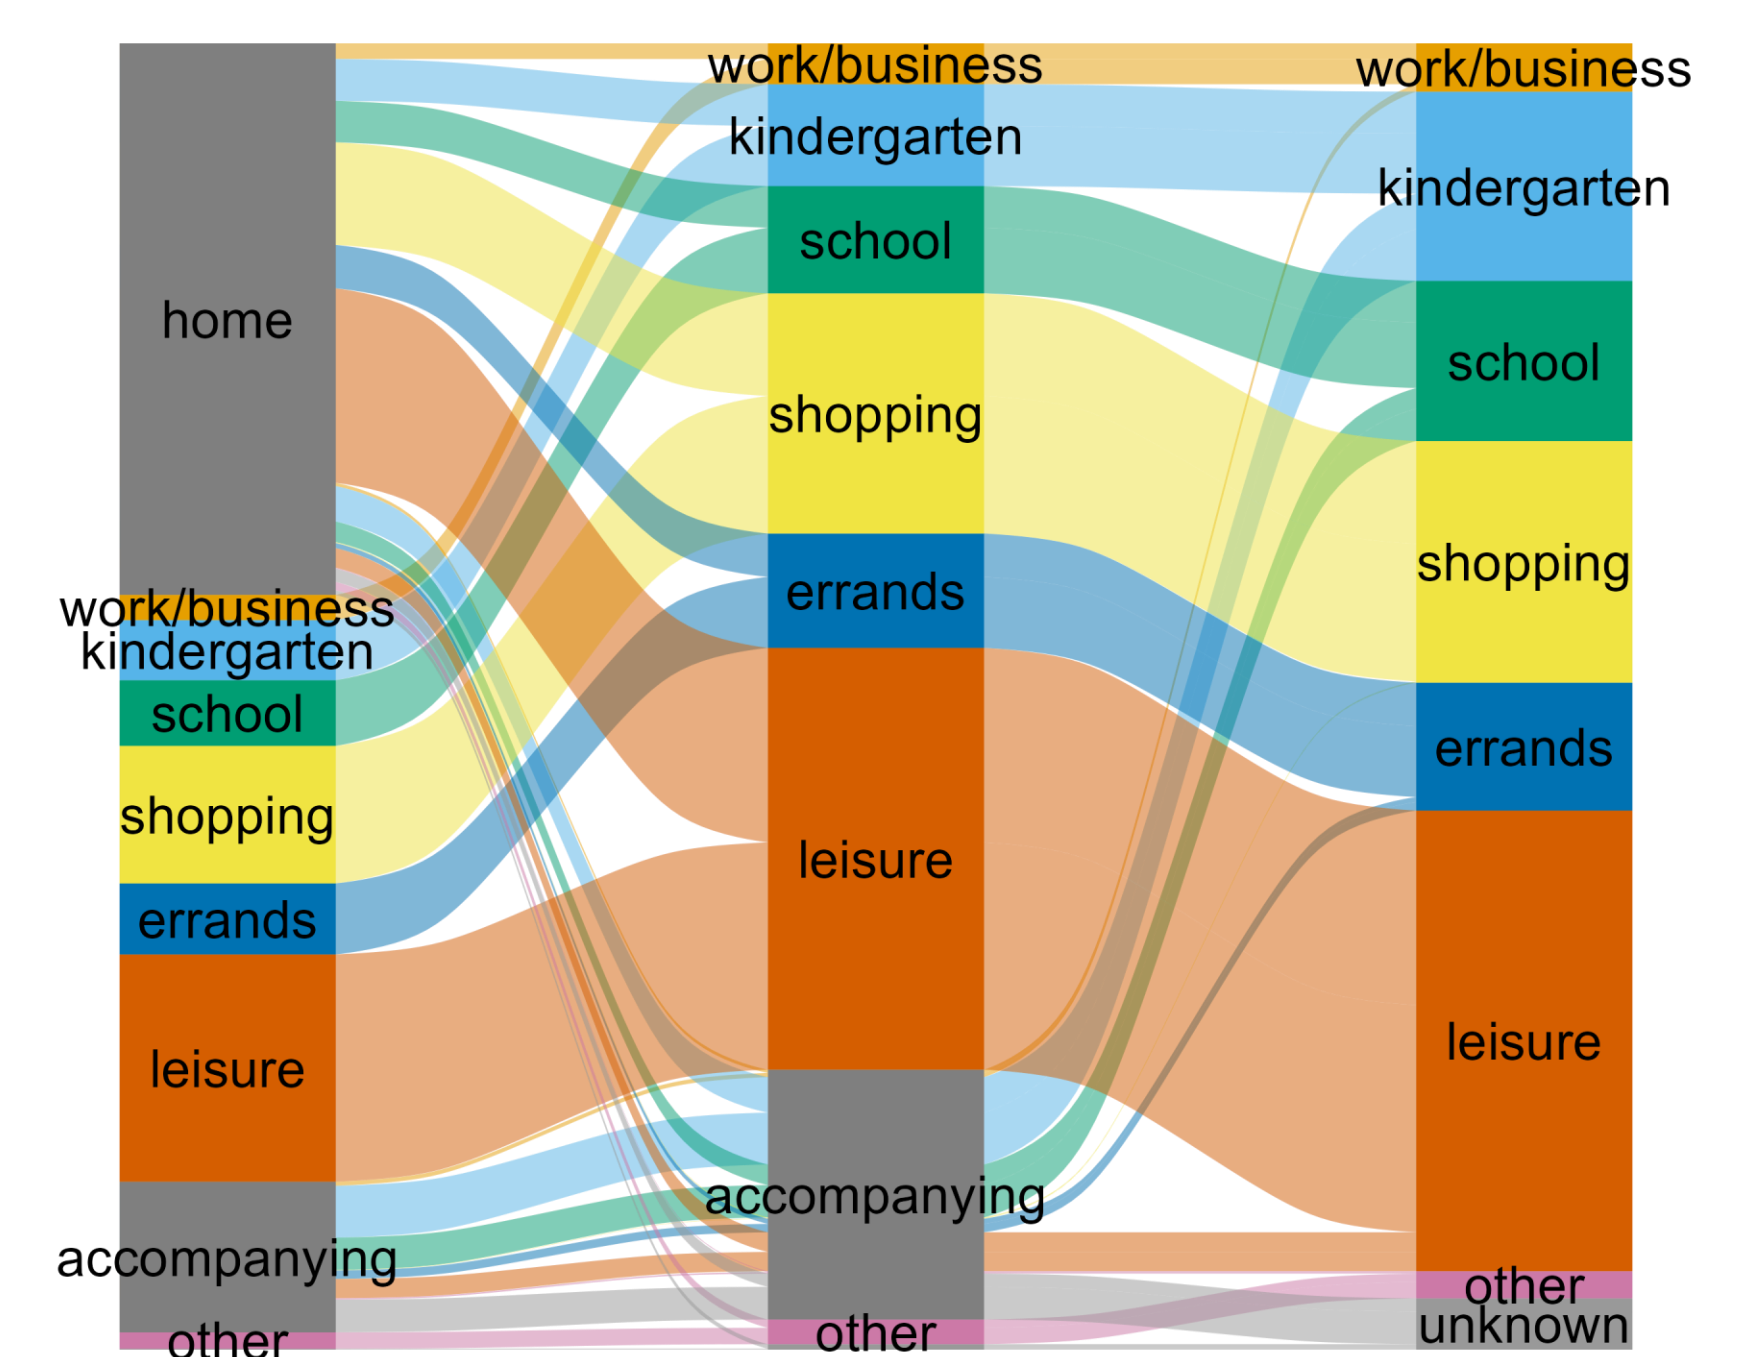 home
work/business
kindergarten
school
shopping
errands
leisure
accompanying
other
work/business
kindergarten
school
shopping
errands
leisure
accompanying
other
work/business
kindergarten
school
shopping
errands
leisure
other
unknown